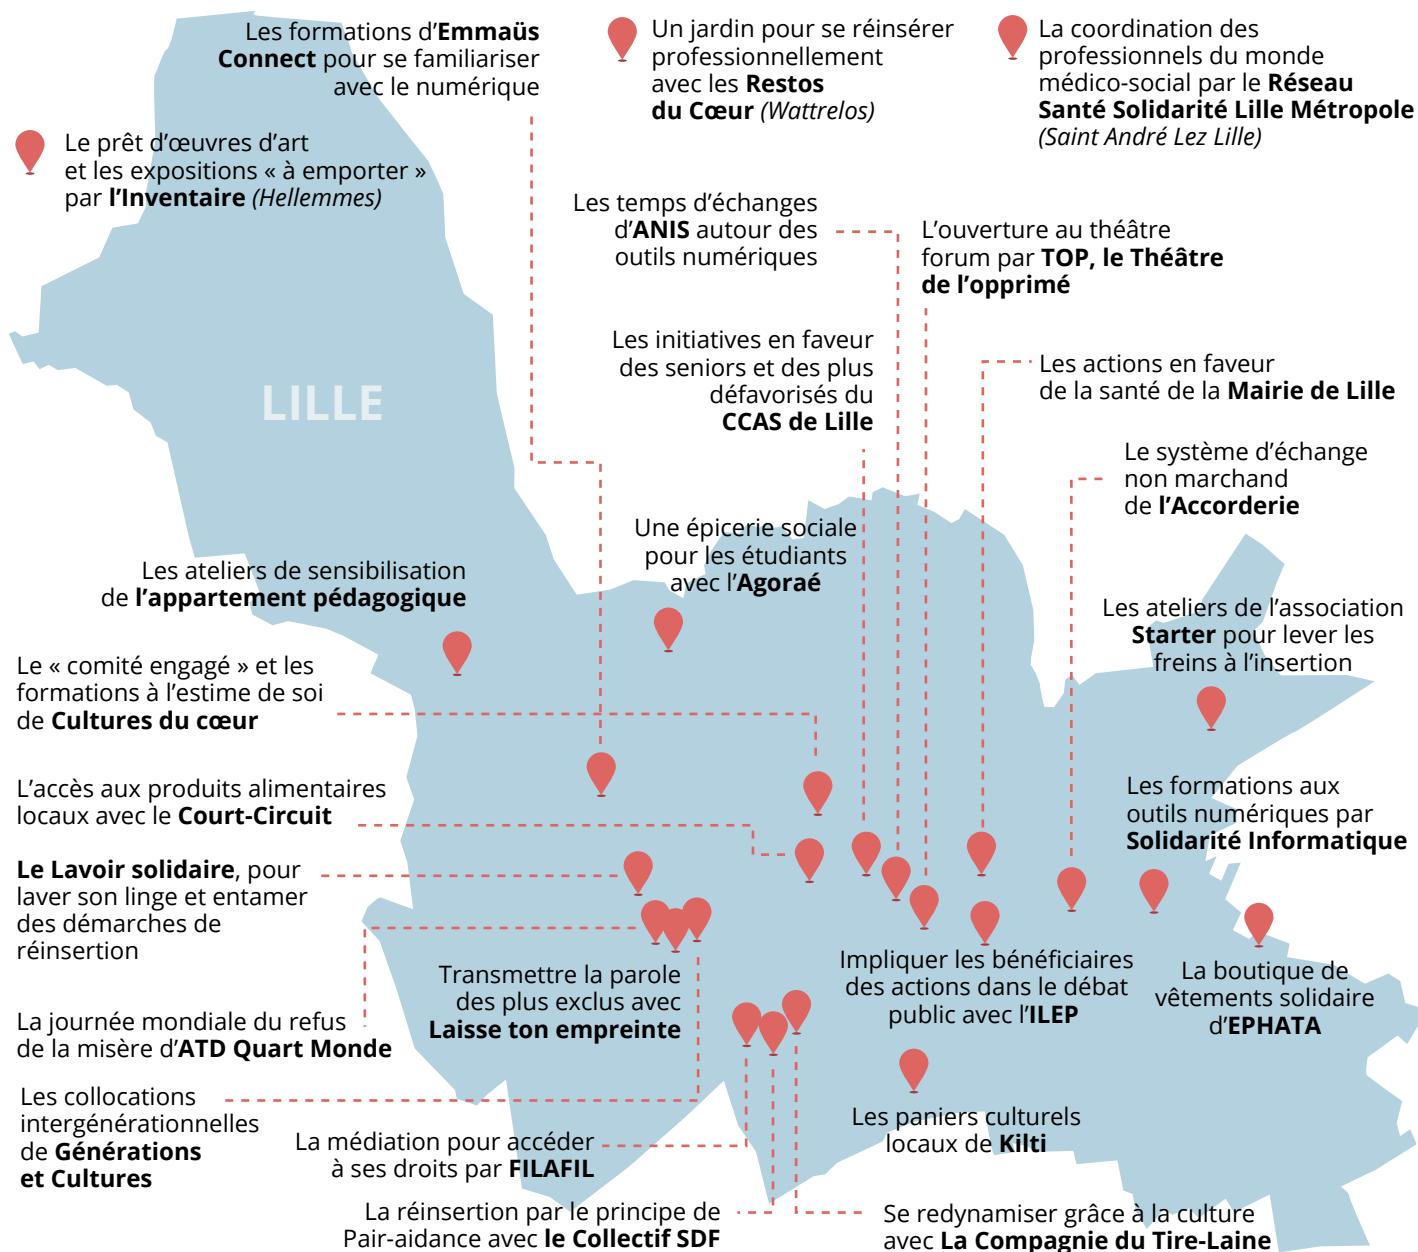 Les formations d’Emmaüs
Connect pour se familiariser
avec le numérique
Un jardin pour se réinsérer
professionnellement
avec les Restos
du Cœur (Wattrelos)
La coordination des
professionnels du monde
médico-social par le Réseau
Santé Solidarité Lille Métropole
(Saint André Lez Lille)
Le prêt d’œuvres d’art
et les expositions « à emporter »
par l’Inventaire (Hellemmes)
Les temps d’échanges
d’ANIS autour des
outils numériques
L’ouverture au théâtre
forum par TOP, le Théâtre
de l’opprimé
Les initiatives en faveur
des seniors et des plus
défavorisés du
CCAS de Lille
Les actions en faveur
de la santé de la Mairie de Lille
LILLE
Le système d’échange
non marchand
de l’Accorderie
Une épicerie sociale
pour les étudiants
avec l’Agoraé
Les ateliers de sensibilisation
de l’appartement pédagogique
Les ateliers de l’association
Starter pour lever les
freins à l’insertion
Le « comité engagé » et les
formations à l’estime de soi
de Cultures du cœur
L’accès aux produits alimentaires
locaux avec le Court-Circuit
Les formations aux
outils numériques par
Solidarité Informatique
Le Lavoir solidaire, pour
laver son linge et entamer
des démarches de
réinsertion
Transmettre la parole
des plus exclus avec
Laisse ton empreinte
Impliquer les bénéficiaires
des actions dans le débat
public avec l’ILEP
La boutique de
vêtements solidaire
d’EPHATA
La journée mondiale du refus
de la misère d’ATD Quart Monde
Les collocations
intergénérationnelles
de Générations
et Cultures
Les paniers culturels
locaux de Kilti
La médiation pour accéder
à ses droits par FILAFIL
La réinsertion par le principe de
Pair-aidance avec le Collectif SDF
Se redynamiser grâce à la culture
avec La Compagnie du Tire-Laine